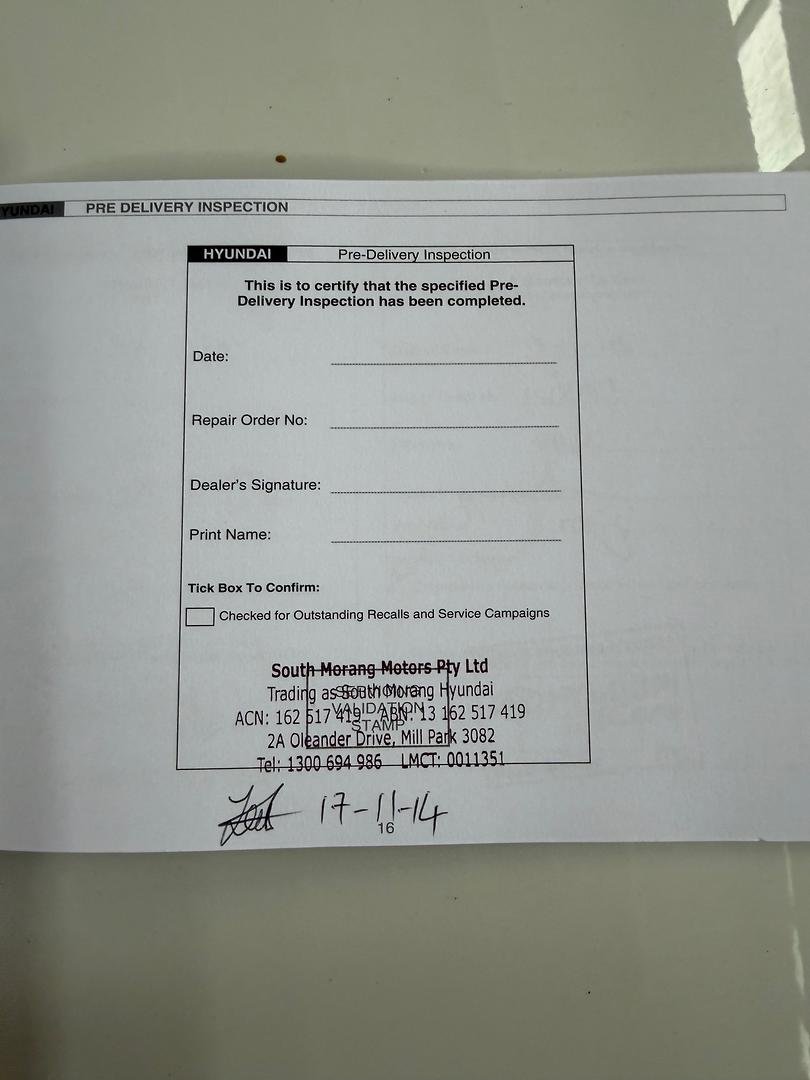 YUNDAI PRE DELIVERY INSPECTION
HYUNDAI Pre-Delivery Inspection
This is to certify that the specified Pre-
Delivery Inspection has been completed.
Date:
Repair Order No:
Dealer's Signature:
Print Name:
Tick Box To Confirm:
Checked for Outstanding Recalls and Service Campaigns
South Morang Motors Pty Ltd
Trading as South Morang Hyundai
VALIDATION
ACN: 162 517 419 ABN: 13 162 517 419
STAMP
2A Oleander Drive, Mill Park 3082
Tel: 1300 694 986 LMCT: 0011351
17-11-14
16